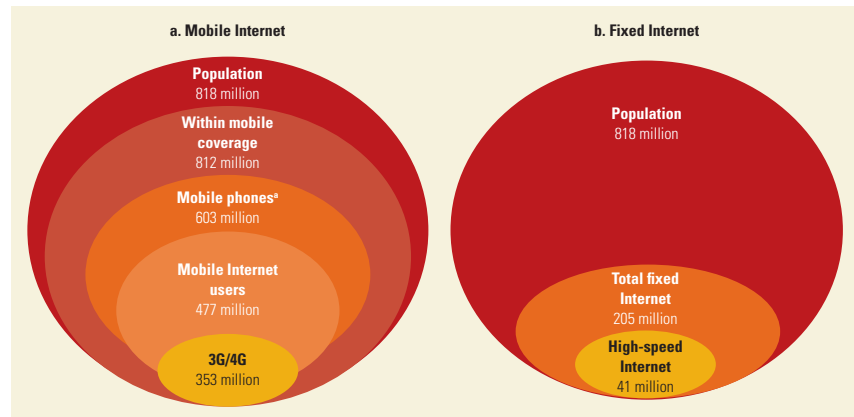 a. Mobile Internet
Population
818 million
Within mobile
coverage
812 million
Mobile phonesª
603 million
Mobile Internet
users
477 million
3G/4G
353 million
b. Fixed Internet
Population
818 million
Total fixed
Internet
205 million
High-speed
Internet
41 million